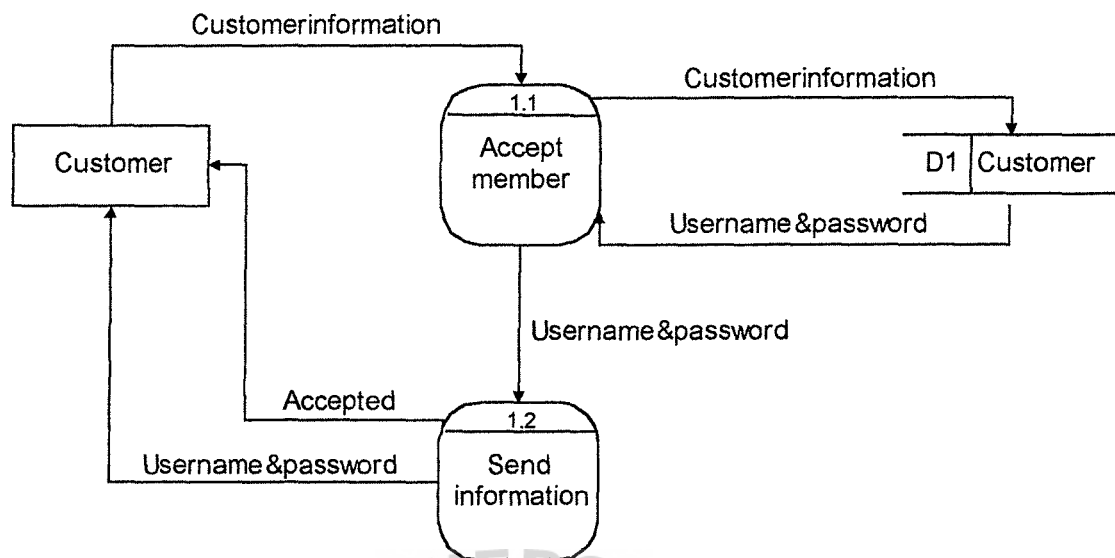 Customerinformation
Customerinformation
1.1
Accept
member
Customer
D1 Customer
Username&password
Username&password
Accepted
1.2
Username&password
Send
information